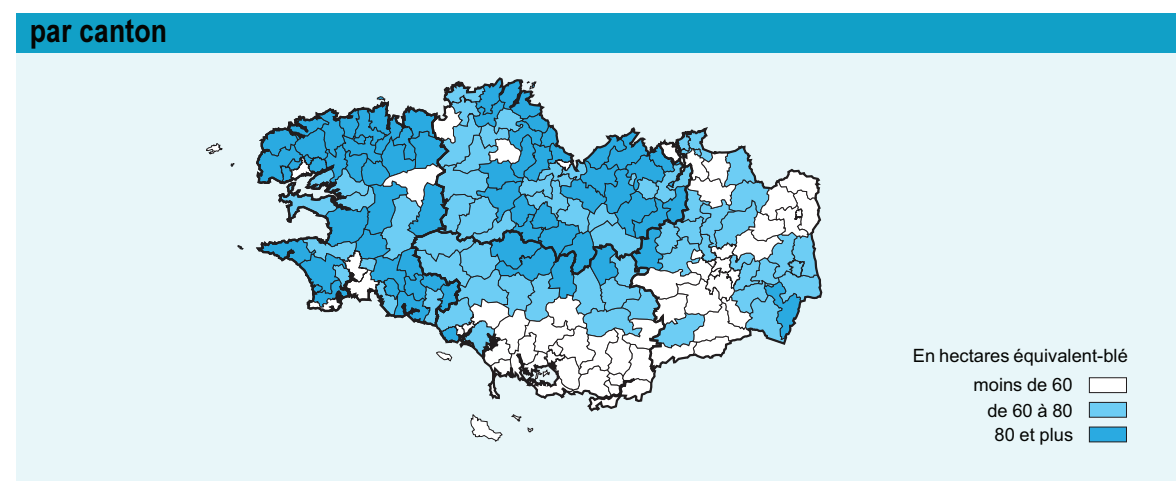 par canton
En hectares équivalent-blé
moins de 60
de 60 à 80
80 et plus